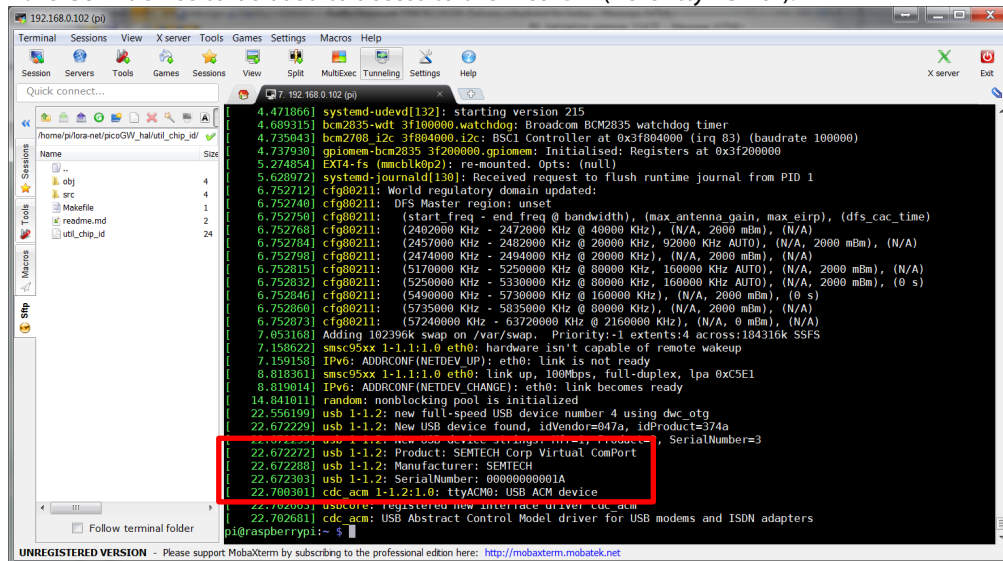 192.168.0.102 (pi)
Terminal Sessions View X server Tools Games Settings Macros Help
Session Servers Tools Games Sessions View Split MultiExec Tunneling Settings Help X server Exit
Quick connect...
7. 192.168.0.102 (pi)
/home/pi/lora-net/picoGW_hal/util_chip_id/
Name Size
..
obj 4
src 4
Makefile 1
readme.md 2
util_chip_id 24
Sessions
Tools
Macros
Sftp
[ 4.471866] systemd-udevd[132]: starting version 215
[ 4.689315] bcm2835-wdt 3f100000.watchdog: Broadcom BCM2835 watchdog timer
[ 4.735043] bcm2708_i2c 3f804000.i2c: BSC1 Controller at 0x3f804000 (irq 83) (baudrate 100000)
[ 4.737930] gpiomem-bcm2835 3f200000.gpiomem: Initialised: Registers at 0x3f200000
[ 5.274854] EXT4-fs (mmcblk0p2): re-mounted. Opts: (null)
[ 5.628972] systemd-journald[130]: Received request to flush runtime journal from PID 1
[ 6.752712] cfg80211: World regulatory domain updated:
[ 6.752740] cfg80211: DFS Master region: unset
[ 6.752750] cfg80211: (start_freq - end_freq @ bandwidth), (max_antenna_gain, max_eirp), (dfs_cac_time)
[ 6.752768] cfg80211: (2402000 KHz - 2472000 KHz @ 40000 KHz), (N/A, 2000 mBm), (N/A)
[ 6.752784] cfg80211: (2457000 KHz - 2482000 KHz @ 20000 KHz, 92000 KHz AUTO), (N/A, 2000 mBm), (N/A)
[ 6.752798] cfg80211: (2474000 KHz - 2494000 KHz @ 20000 KHz), (N/A, 2000 mBm), (N/A)
[ 6.752815] cfg80211: (5170000 KHz - 5250000 KHz @ 80000 KHz, 160000 KHz AUTO), (N/A, 2000 mBm), (N/A)
[ 6.752832] cfg80211: (5250000 KHz - 5330000 KHz @ 80000 KHz, 160000 KHz AUTO), (N/A, 2000 mBm), (0 s)
[ 6.752846] cfg80211: (5490000 KHz - 5730000 KHz @ 160000 KHz), (N/A, 2000 mBm), (0 s)
[ 6.752860] cfg80211: (5735000 KHz - 5835000 KHz @ 80000 KHz), (N/A, 2000 mBm), (N/A)
[ 6.752873] cfg80211: (57240000 KHz - 63720000 KHz @ 2160000 KHz), (N/A, 0 mBm), (N/A)
[ 7.053168] Adding 102396k swap on /var/swap. Priority:-1 extents:4 across:184316k SSFS
[ 7.158622] smsc95xx 1-1.1:1.0 eth0: hardware isn't capable of remote wakeup
[ 7.159158] IPv6: ADDRCONF(NETDEV_UP): eth0: link is not ready
[ 8.818361] smsc95xx 1-1.1:1.0 eth0: link up, 100Mbps, full-duplex, lpa 0xC5E1
[ 8.819014] IPv6: ADDRCONF(NETDEV_CHANGE): eth0: link becomes ready
[ 14.841011] random: nonblocking pool is initialized
[ 22.556199] usb 1-1.2: new full-speed USB device number 4 using dwc_otg
[ 22.672229] usb 1-1.2: New USB device found, idVendor=047a, idProduct=374a
SerialNumber=3
[ 22.672272] usb 1-1.2: Product: SEMTECH Corp Virtual ComPort
[ 22.672288] usb 1-1.2: Manufacturer: SEMTECH
[ 22.672303] usb 1-1.2: SerialNumber: 00000000001A
[ 22.700301] cdc_acm 1-1.2:1.0: ttyACM0: USB ACM device
[ 22.702665] usbcore: registered new interface driver cdc_acm
[ 22.702681] cdc_acm: USB Abstract Control Model driver for USB modems and ISDN adapters
pi@raspberrypi:~ $
Follow terminal folder
UNREGISTERED VERSION - Please support MobaXterm by subscribing to the professional edition here: http://mobaxterm.mobatek.net